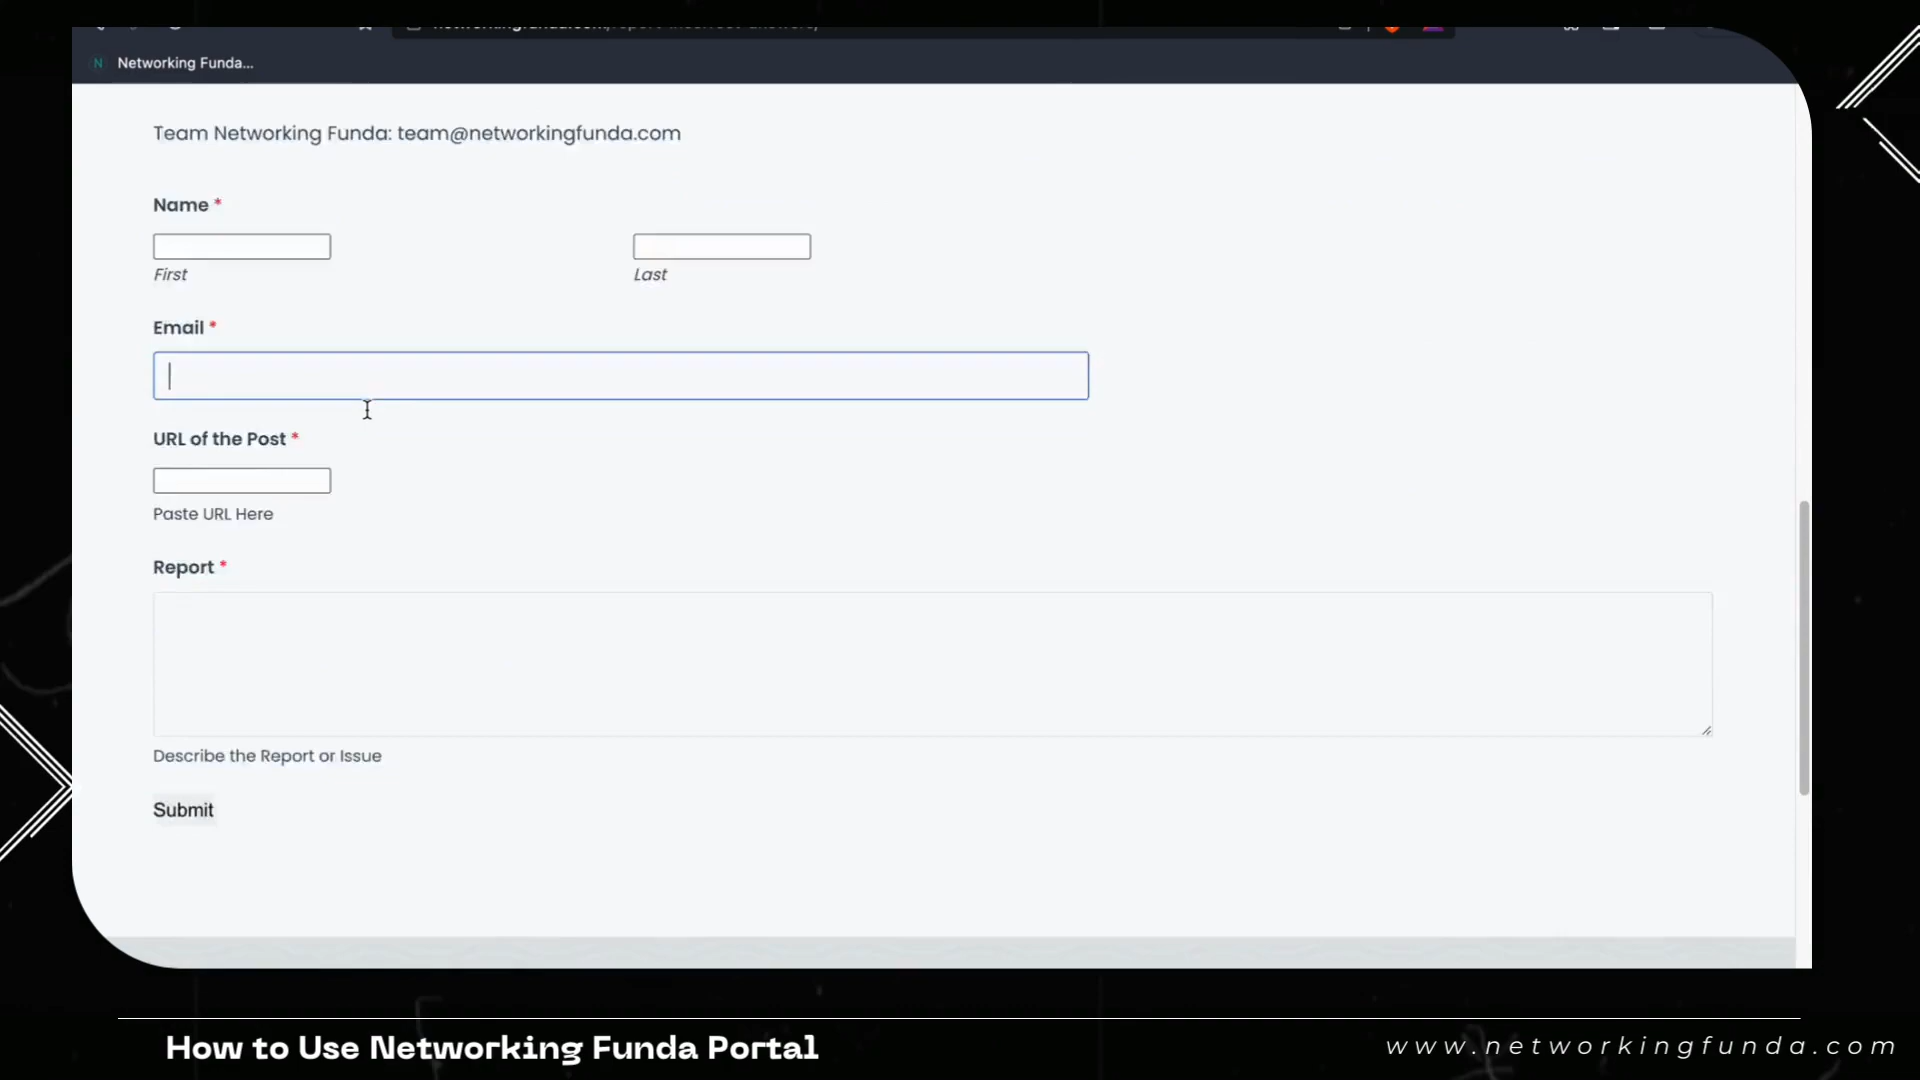 N Networking Funda...
Team Networking Funda: team@networkingfunda.com
Name *
First Last
Email *
URL of the Post *
Paste URL Here
Report *
Describe the Report or Issue
Submit
How to Use Networking Funda Portal
www.networkingfunda.com